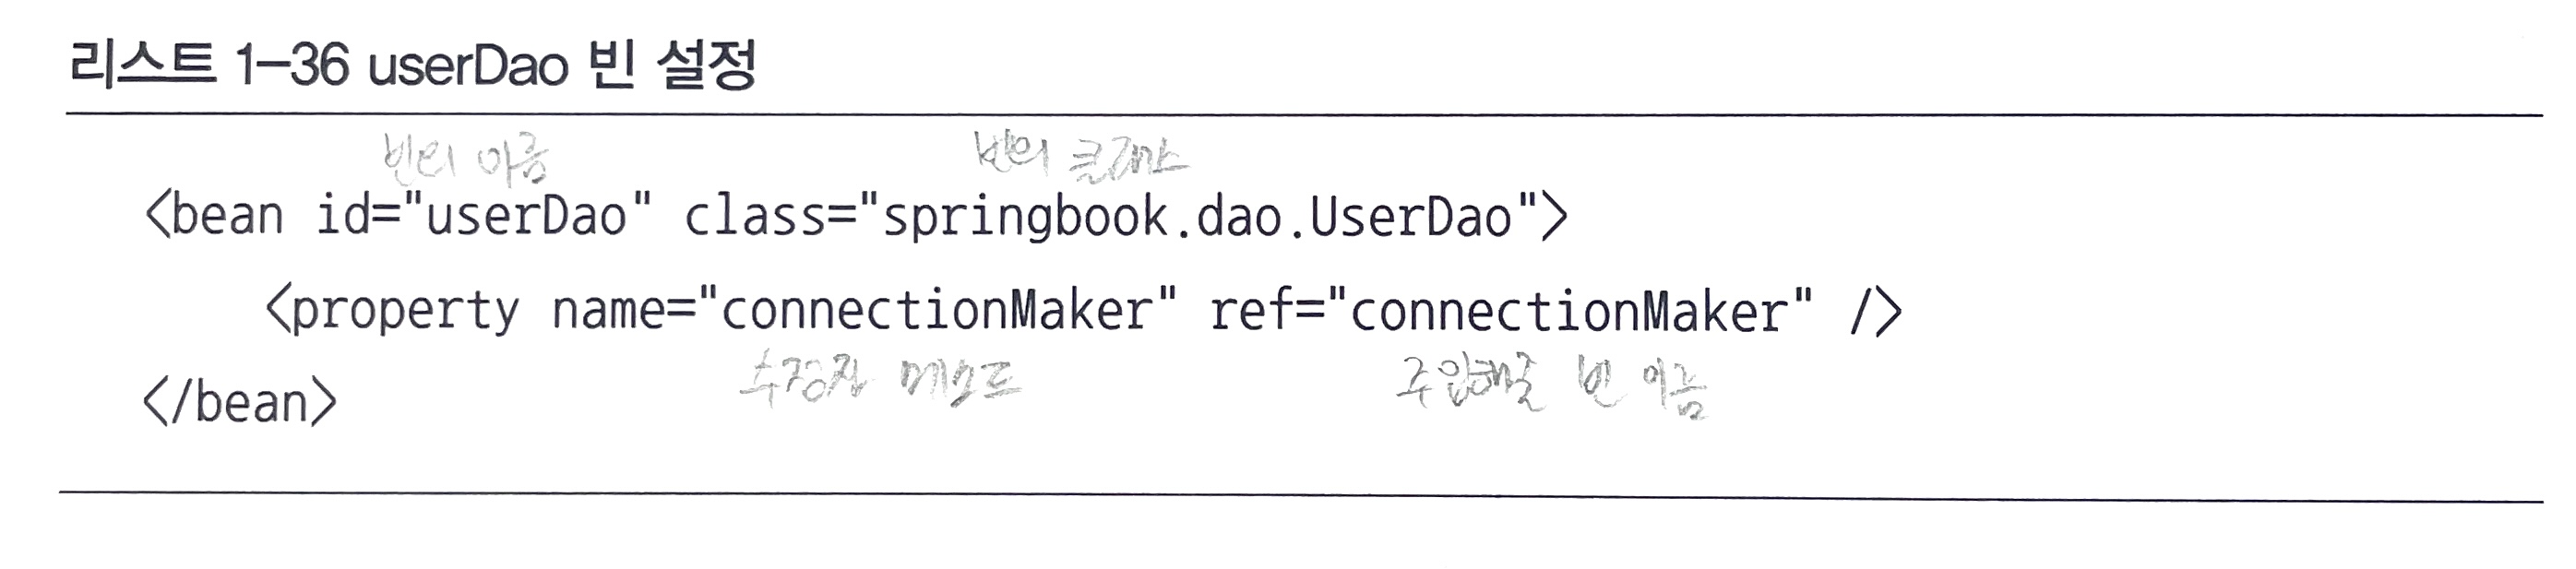 리스트 1-36 userDao 빈 설정
빈의 이름 빈의 클래스
<bean id="userDao" class="springbook.dao.UserDao">
<property name="connectionMaker" ref="connectionMaker" />
수정자 메소드 주입해줄 빈 이름
</bean>